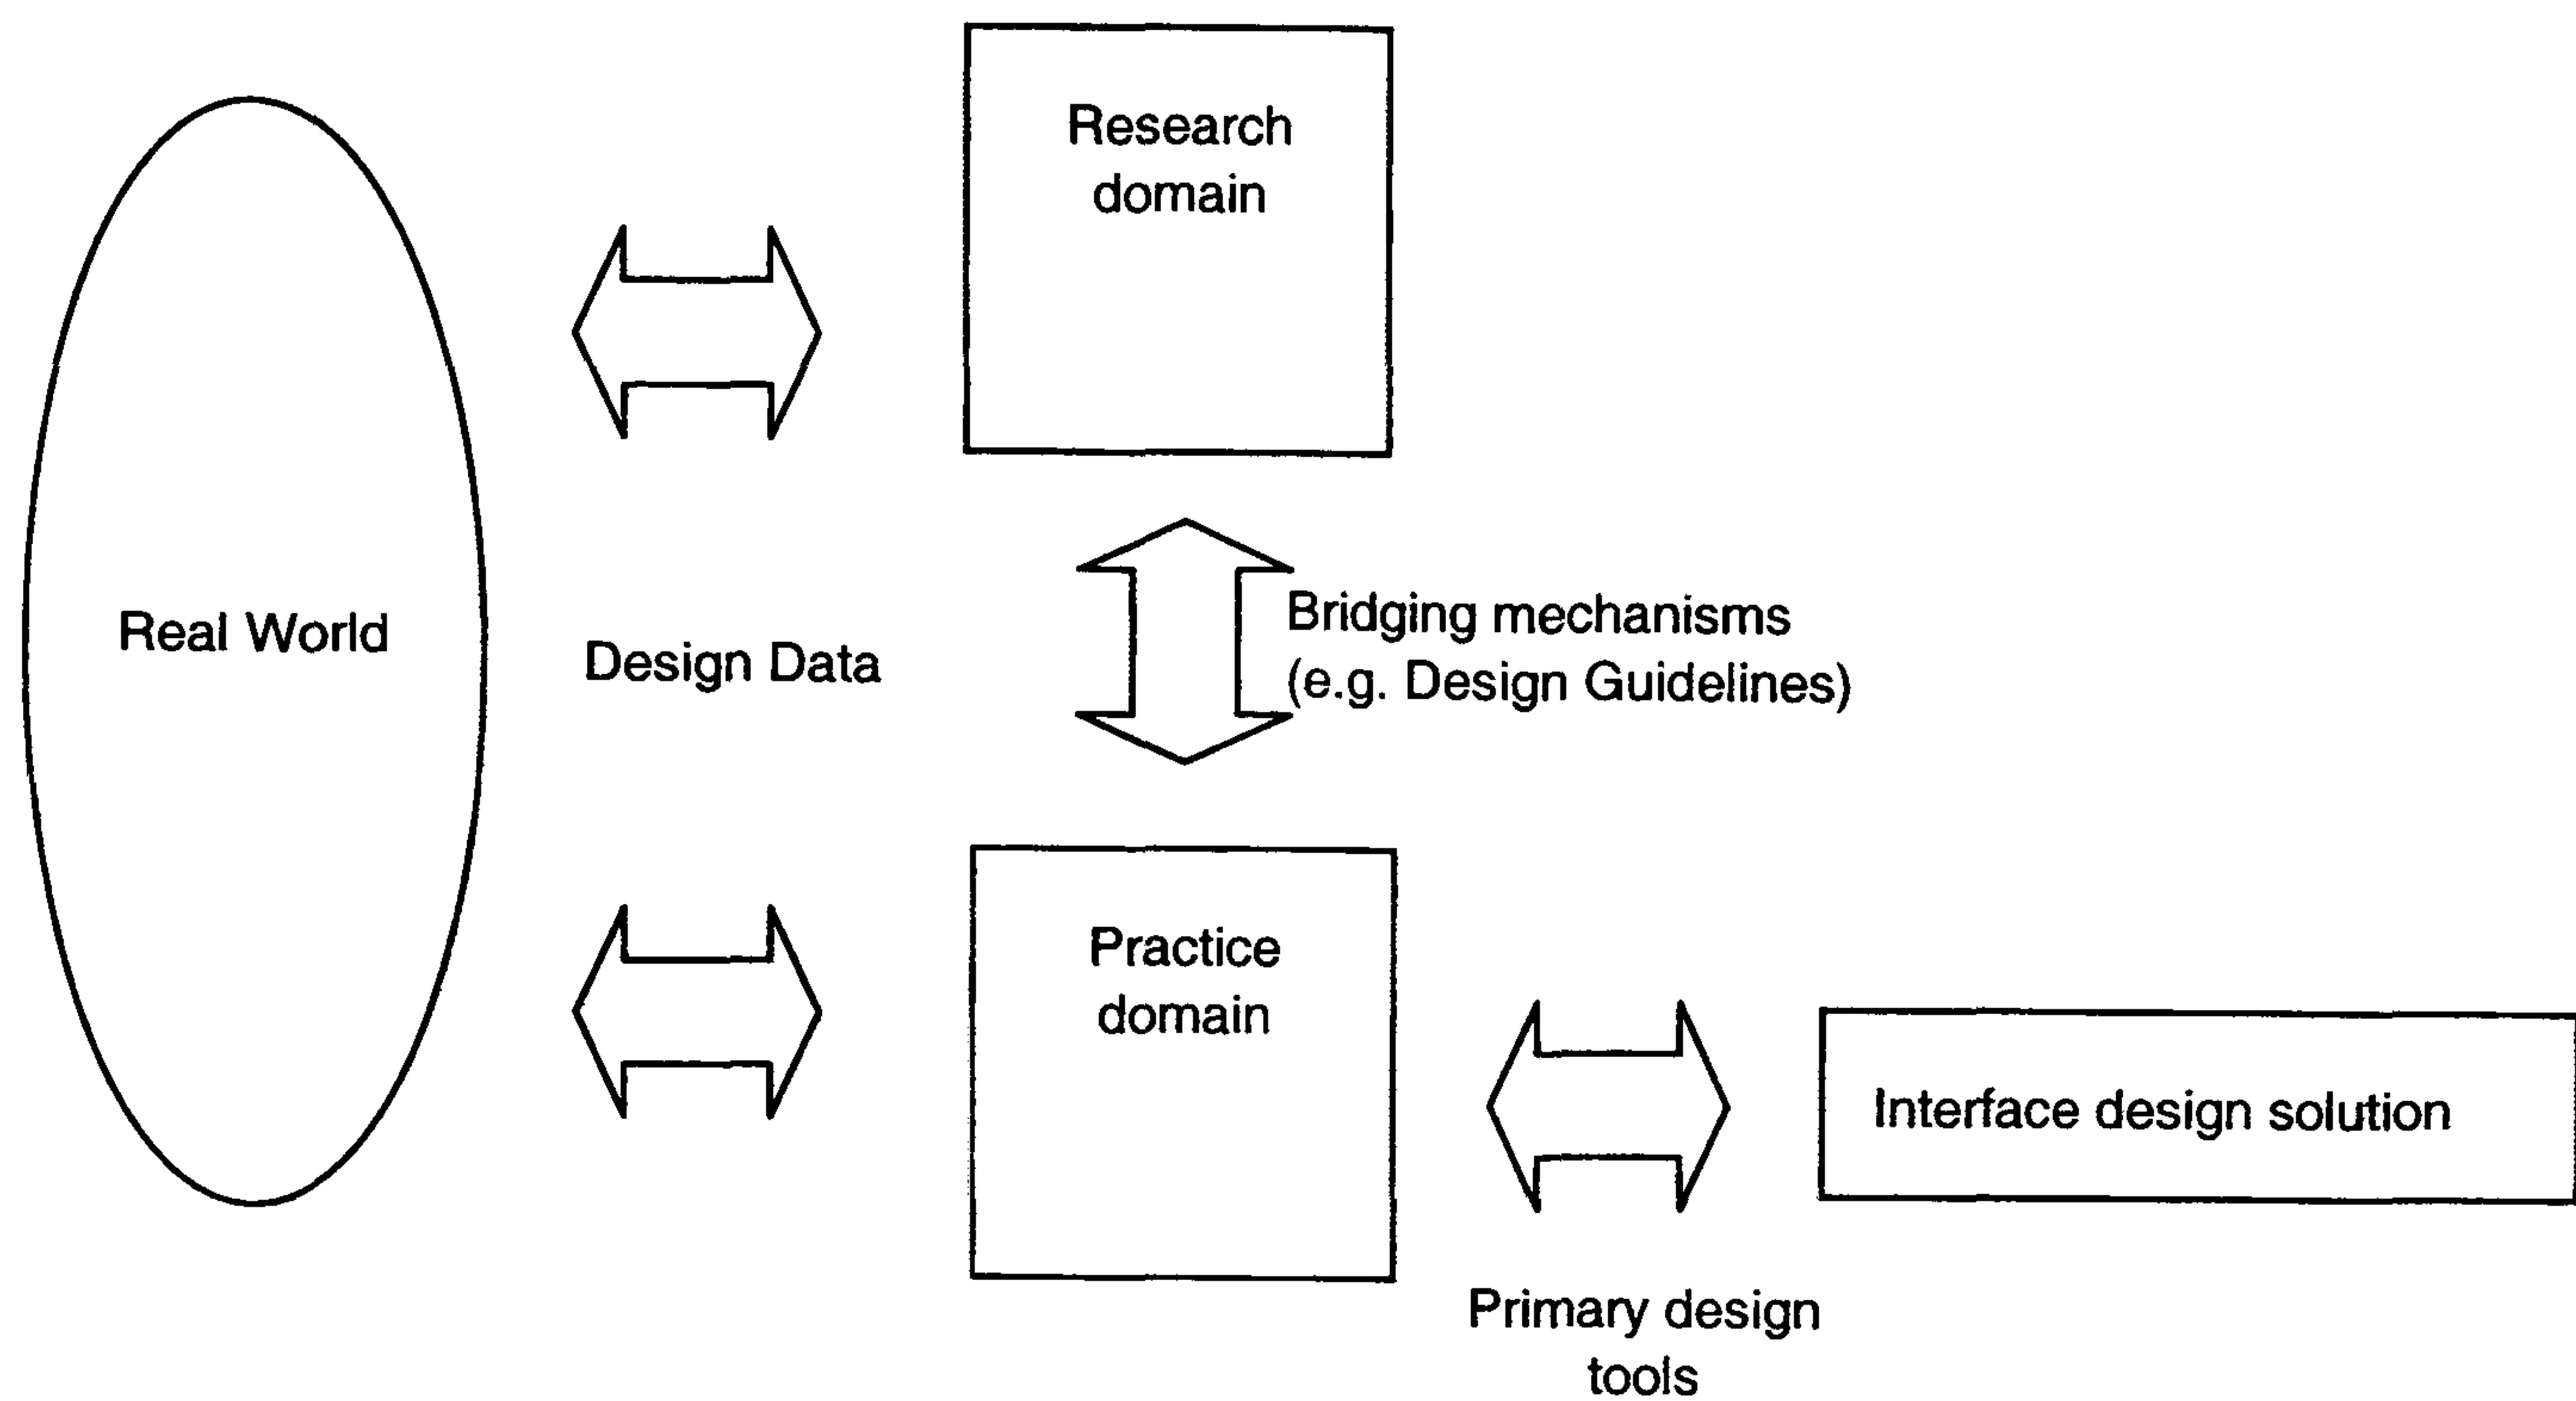 Research
domain
Real World
Design Data
Bridging mechanisms
(e.g. Design Guidelines)
Practice
domain
Interface design solution
Primary design
tools